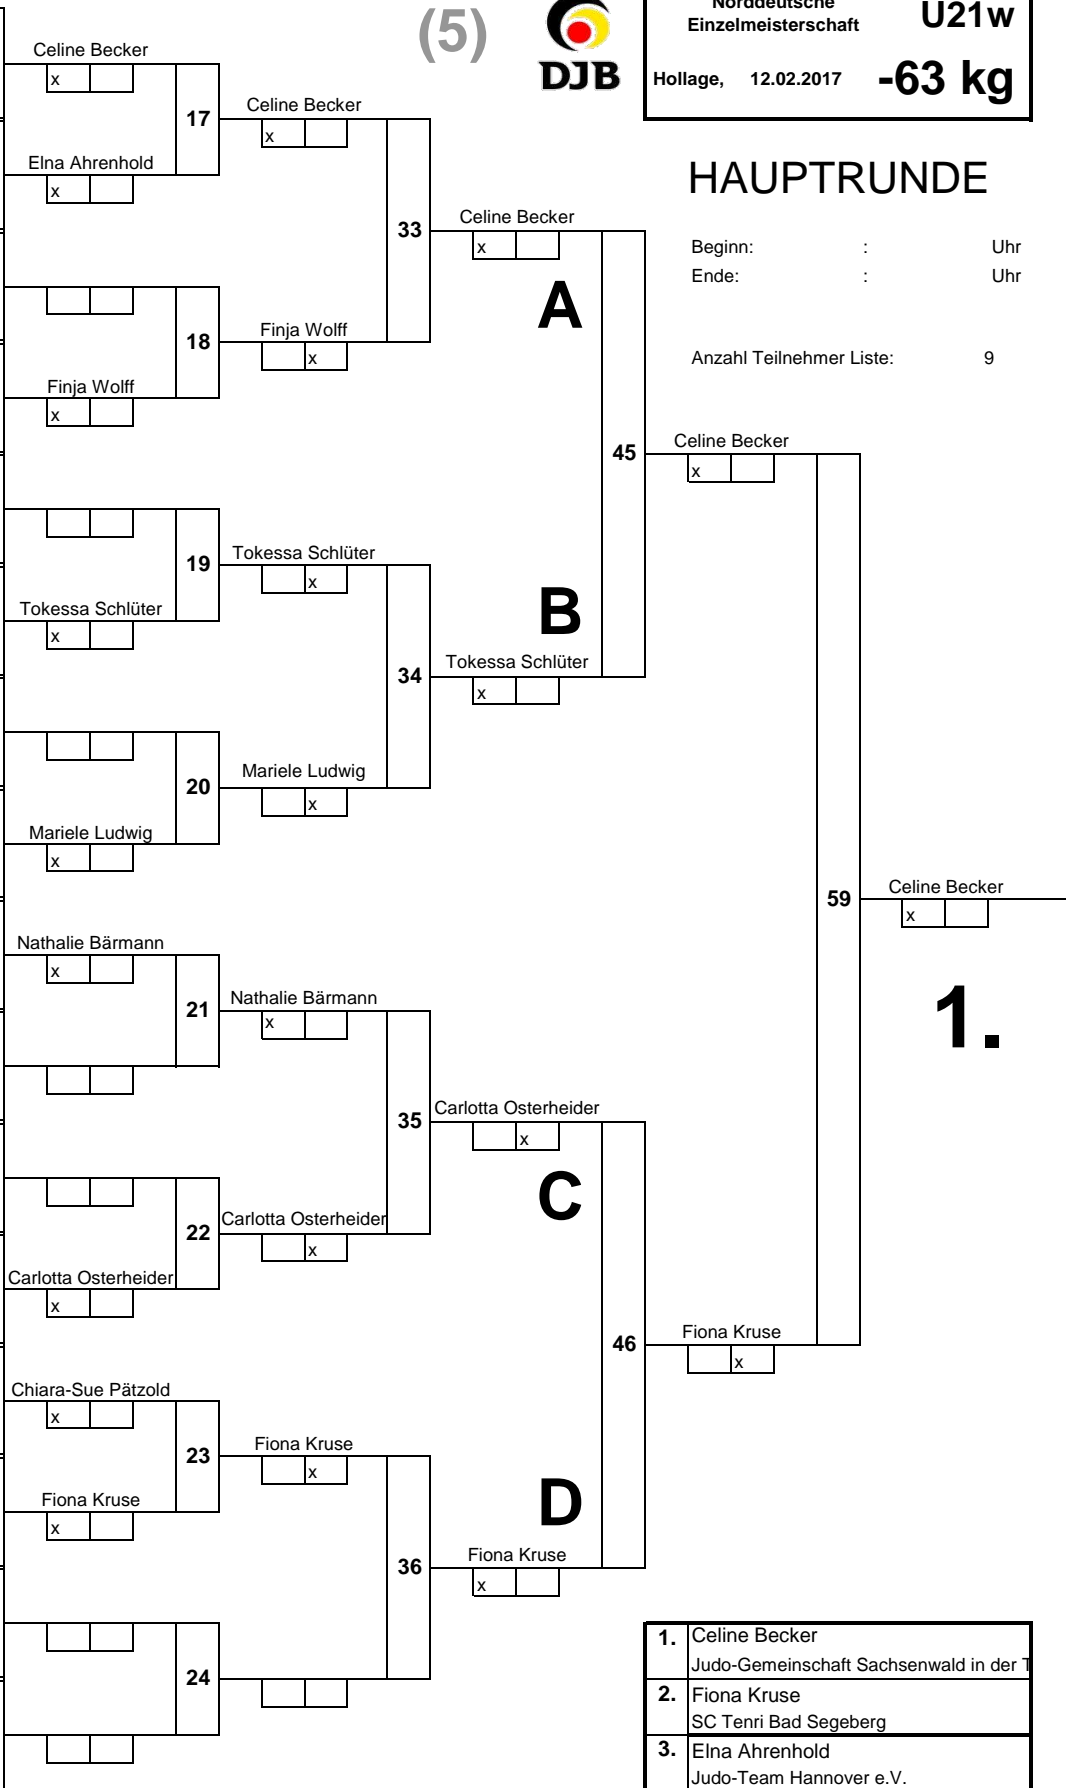 (5)
DJB
Norddeutsche
Einzelmeisterschaft
U21w
Hollage, 12.02.2017 -63 kg
HAUPTRUNDE
Beginn: : Uhr
Ende: : Uhr
Anzahl Teilnehmer Liste: 9
Celine Becker
x
17
Elna Ahrenhold
x
Celine Becker
x
33
18
Finja Wolff
x
Finja Wolff
x
Celine Becker
x
A
45
19
Tokessa Schlüter
x
Tokessa Schlüter
x
34
20
Mariele Ludwig
x
Mariele Ludwig
x
B
Tokessa Schlüter
x
Celine Becker
x
59
Celine Becker
x
1.
Nathalie Bärmann
x
21
Nathalie Bärmann
x
35
22
Carlotta Osterheider
x
Carlotta Osterheider
x
Carlotta Osterheider
x
C
46
Fiona Kruse
x
Chiara-Sue Pätzold
x
23
Fiona Kruse
x
Fiona Kruse
x
36
24
D
Fiona Kruse
x
1. Celine Becker
Judo-Gemeinschaft Sachsenwald in der T
2. Fiona Kruse
SC Tenri Bad Segeberg
3. Elna Ahrenhold
Judo-Team Hannover e.V.